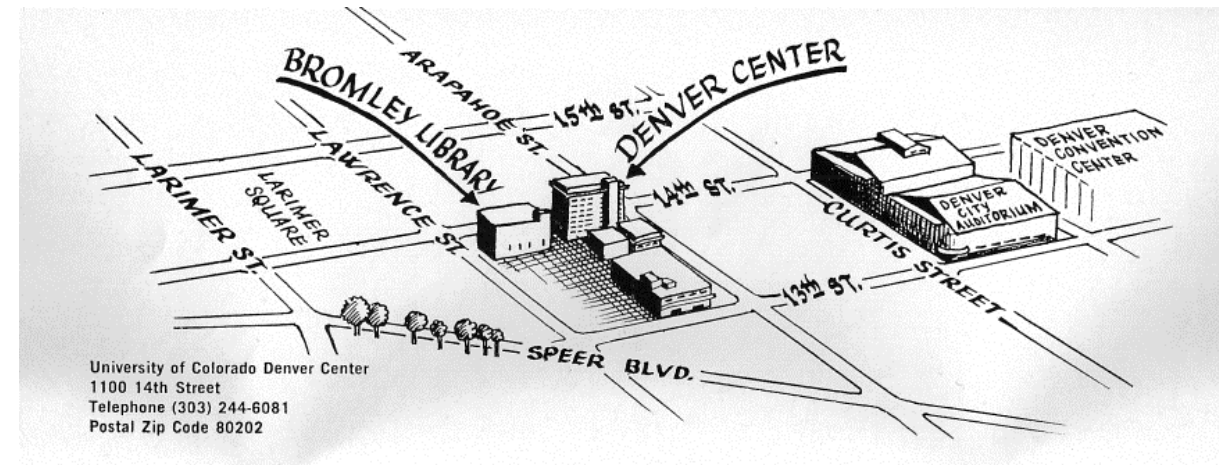 ARAPAHOE ST.
BROMLEY LIBRARY
DENVER CENTER
15TH ST.
LAWRENCE ST.
LARIMER ST.
LARIMER
SQUARE
14TH ST.
DENVER
CONVENTION
CENTER
DENVER
CITY
AUDITORIUM
CURTIS STREET
13TH ST.
SPEER BLVD.
University of Colorado Denver Center
1100 14th Street
Telephone (303) 244-6081
Postal Zip Code 80202